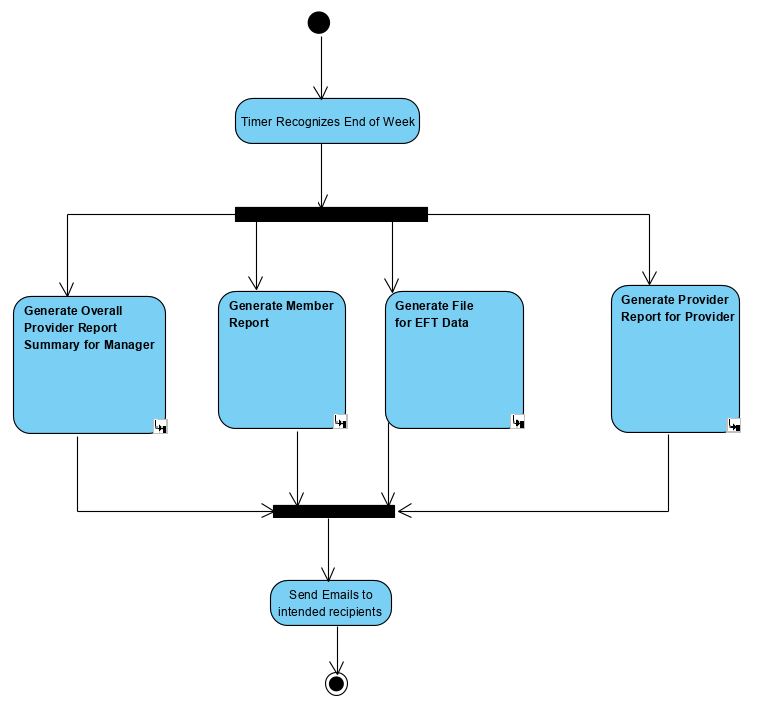 Timer Recognizes End of Week
Generate Overall
Provider Report
Summary for Manager
Generate Member
Report
Generate File
for EFT Data
Generate Provider
Report for Provider
Send Emails to
intended recipients